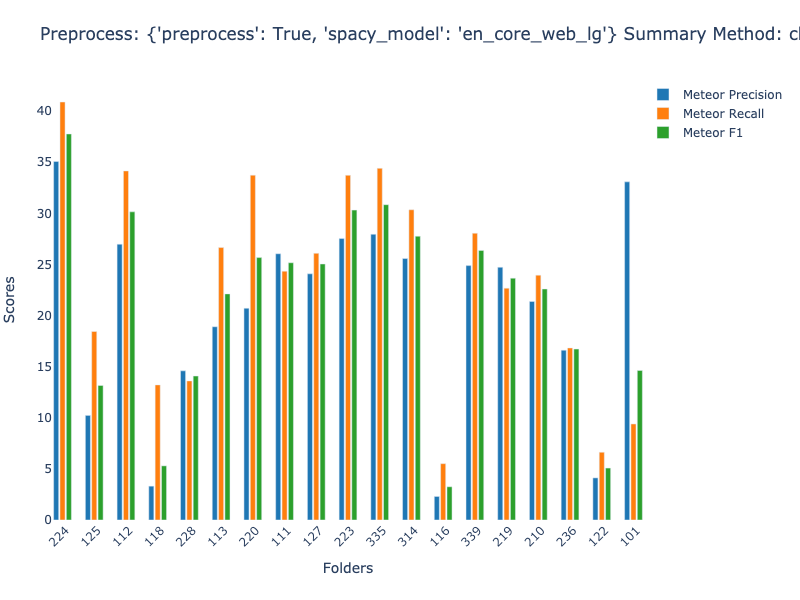 Preprocess: {'preprocess': True, 'spacy_model': 'en_core_web_lg'} Summary Method:
Meteor Precision
Meteor Recall
Meteor F1
40
35
30
25
20
15
10
5
0
Scores
224 125 112 118 228 113 220 111 127 223 335 314 116 339 219 210 236 122 101
Folders